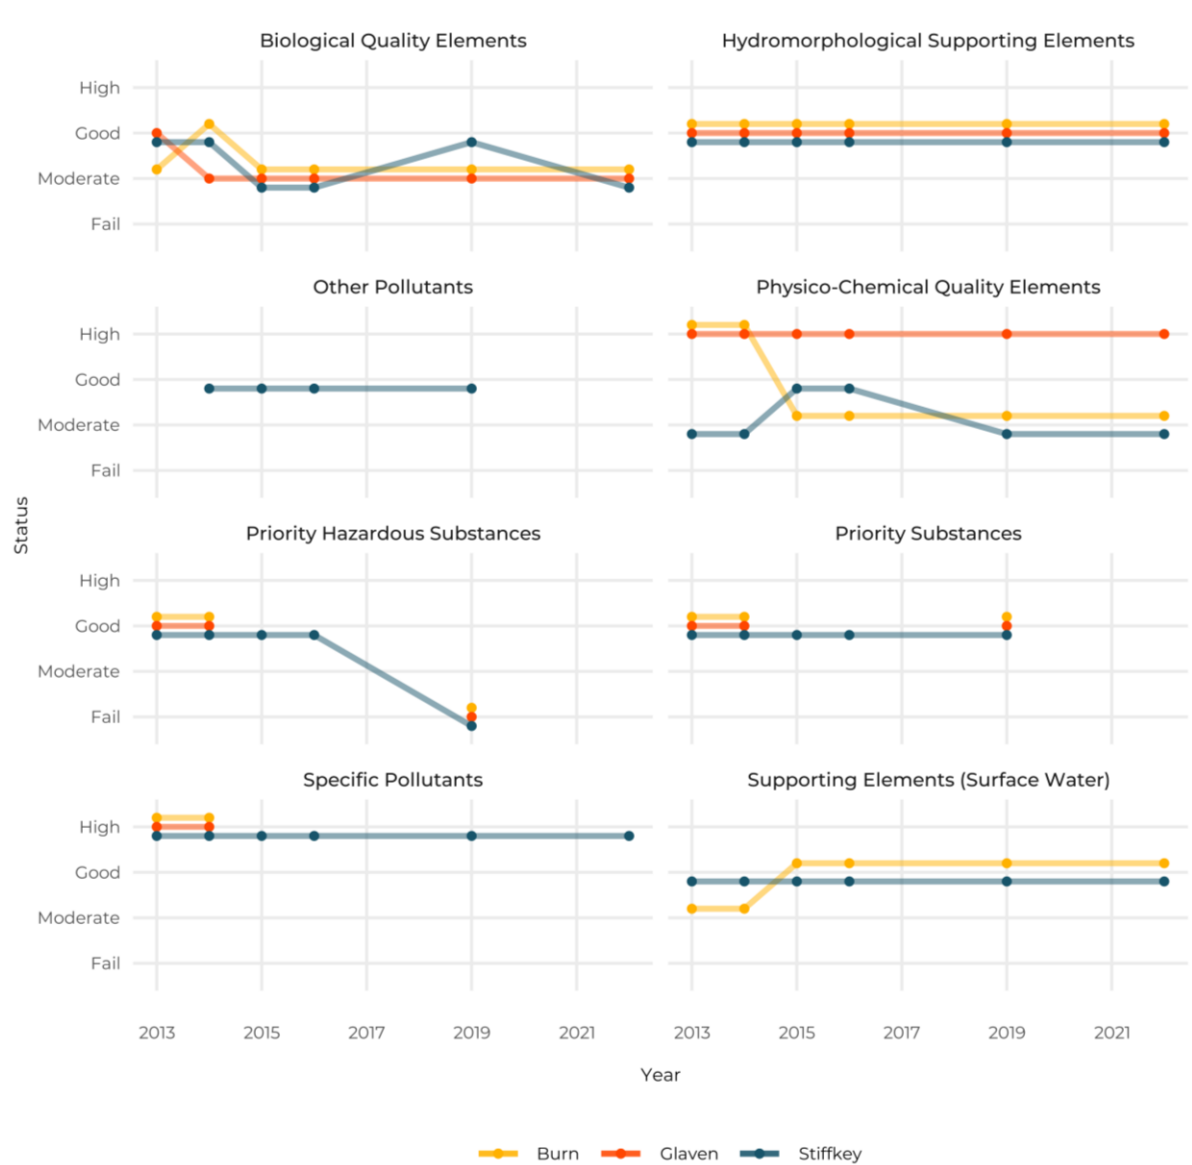 Biological Quality Elements
Hydromorphological Supporting Elements
High
Good
Moderate
Fail
Other Pollutants
Physico-Chemical Quality Elements
High
Good
Moderate
Fail
Status
Priority Hazardous Substances
Priority Substances
High
Good
Moderate
Fail
Specific Pollutants
Supporting Elements (Surface Water)
High
Good
Moderate
Fail
2013 2015 2017 2019 2021
2013 2015 2017 2019 2021
Year
Burn Glaven Stiffkey